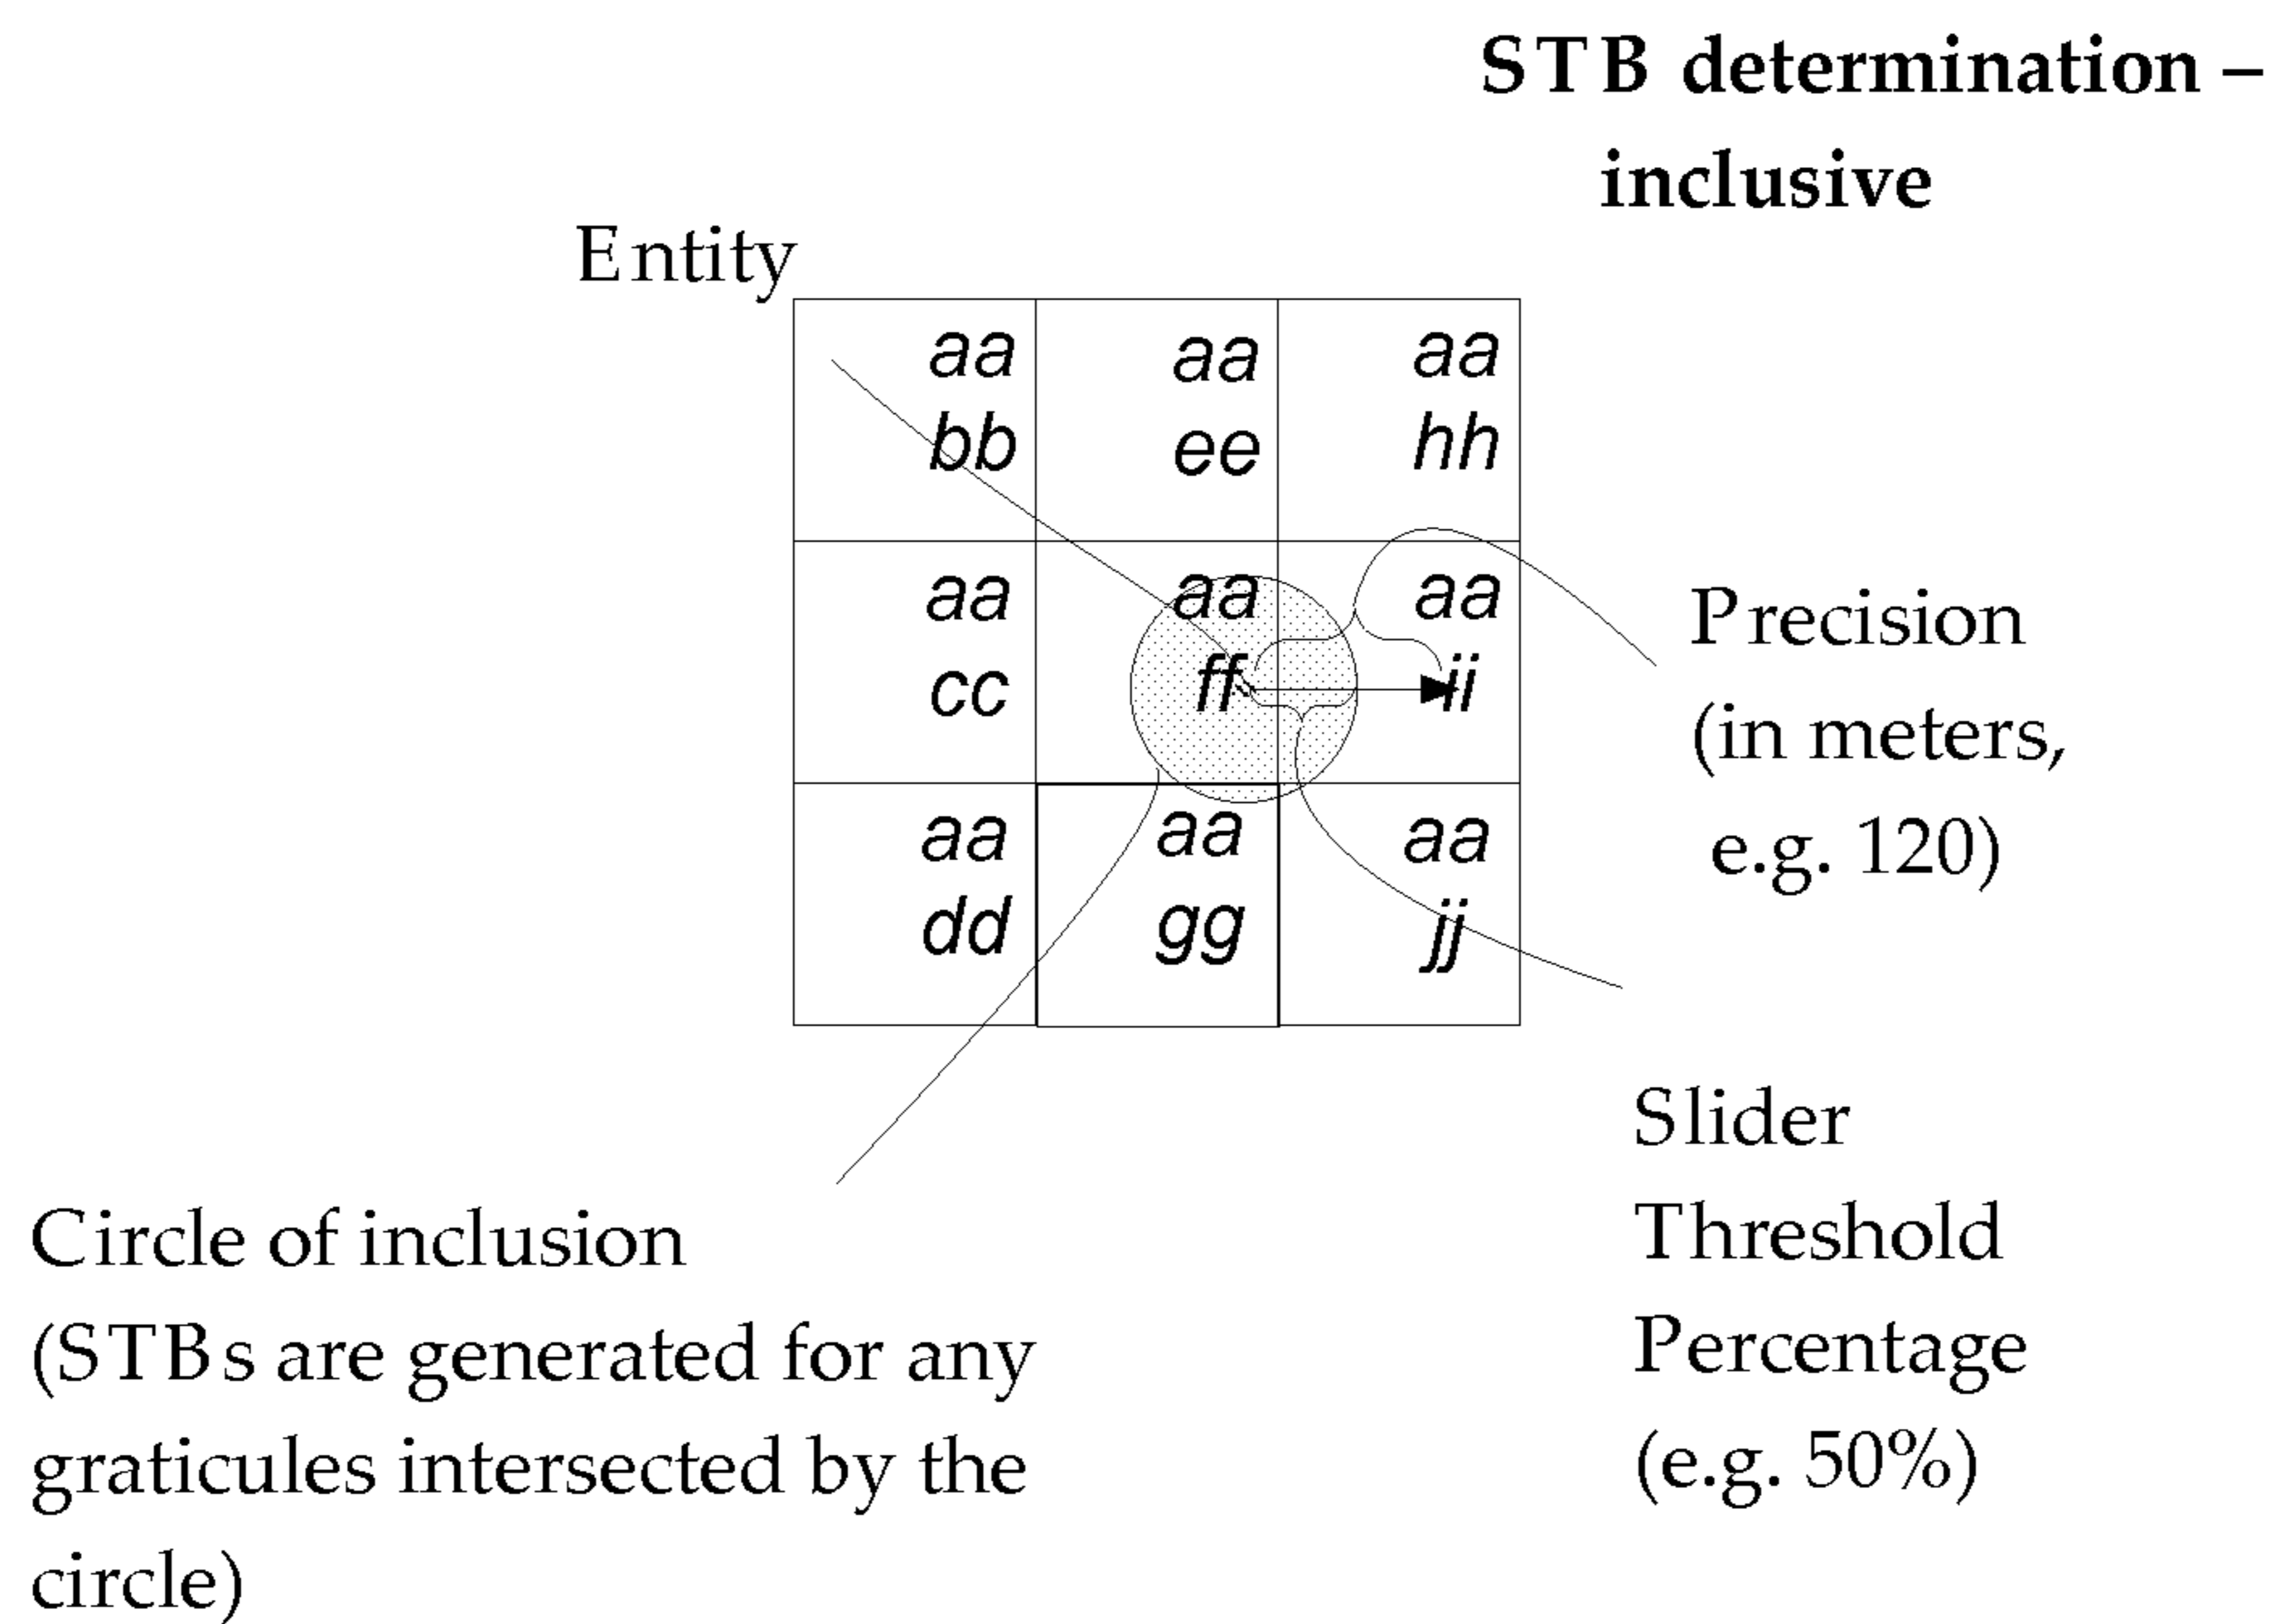 STB determination –
inclusive
Entity
aa
bb
aa
ee
aa
hh
aa
cc
aa
ff
aa
ii
aa
dd
aa
gg
aa
jj
Precision
(in meters,
e.g. 120)
Slider
Threshold
Percentage
(e.g. 50%)
Circle of inclusion
(STBs are generated for any
graticules intersected by the
circle)